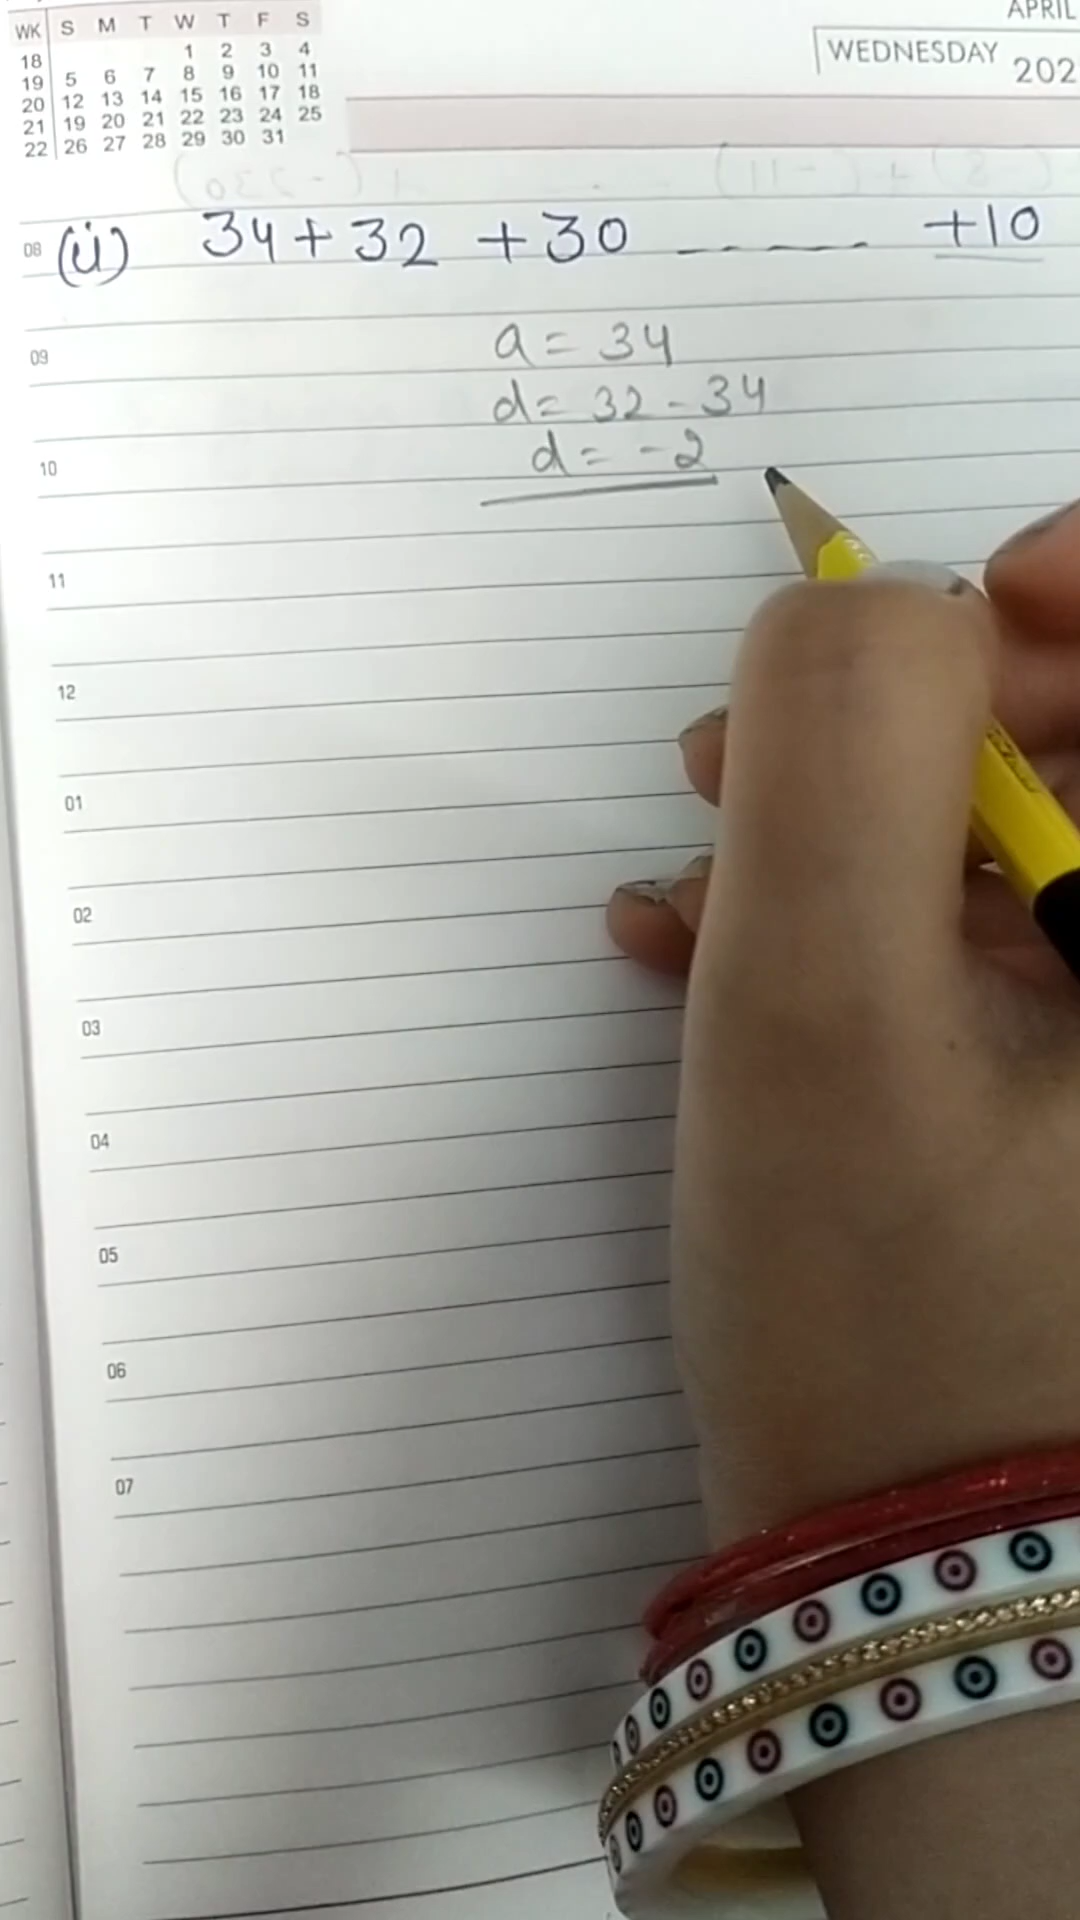 APRIL
WEDNESDAY 202
WK S M T W T F S
18 1 2 3 4
19 5 6 7 8 9 10 11
20 12 13 14 15 16 17 18
21 19 20 21 22 23 24 25
22 26 27 28 29 30 31
08 (ii) 34 + 32 + 30 ----- + 10
09 a = 34
d = 32 - 34
10 d = -2
11
12
01
02
03
04
05
06
07